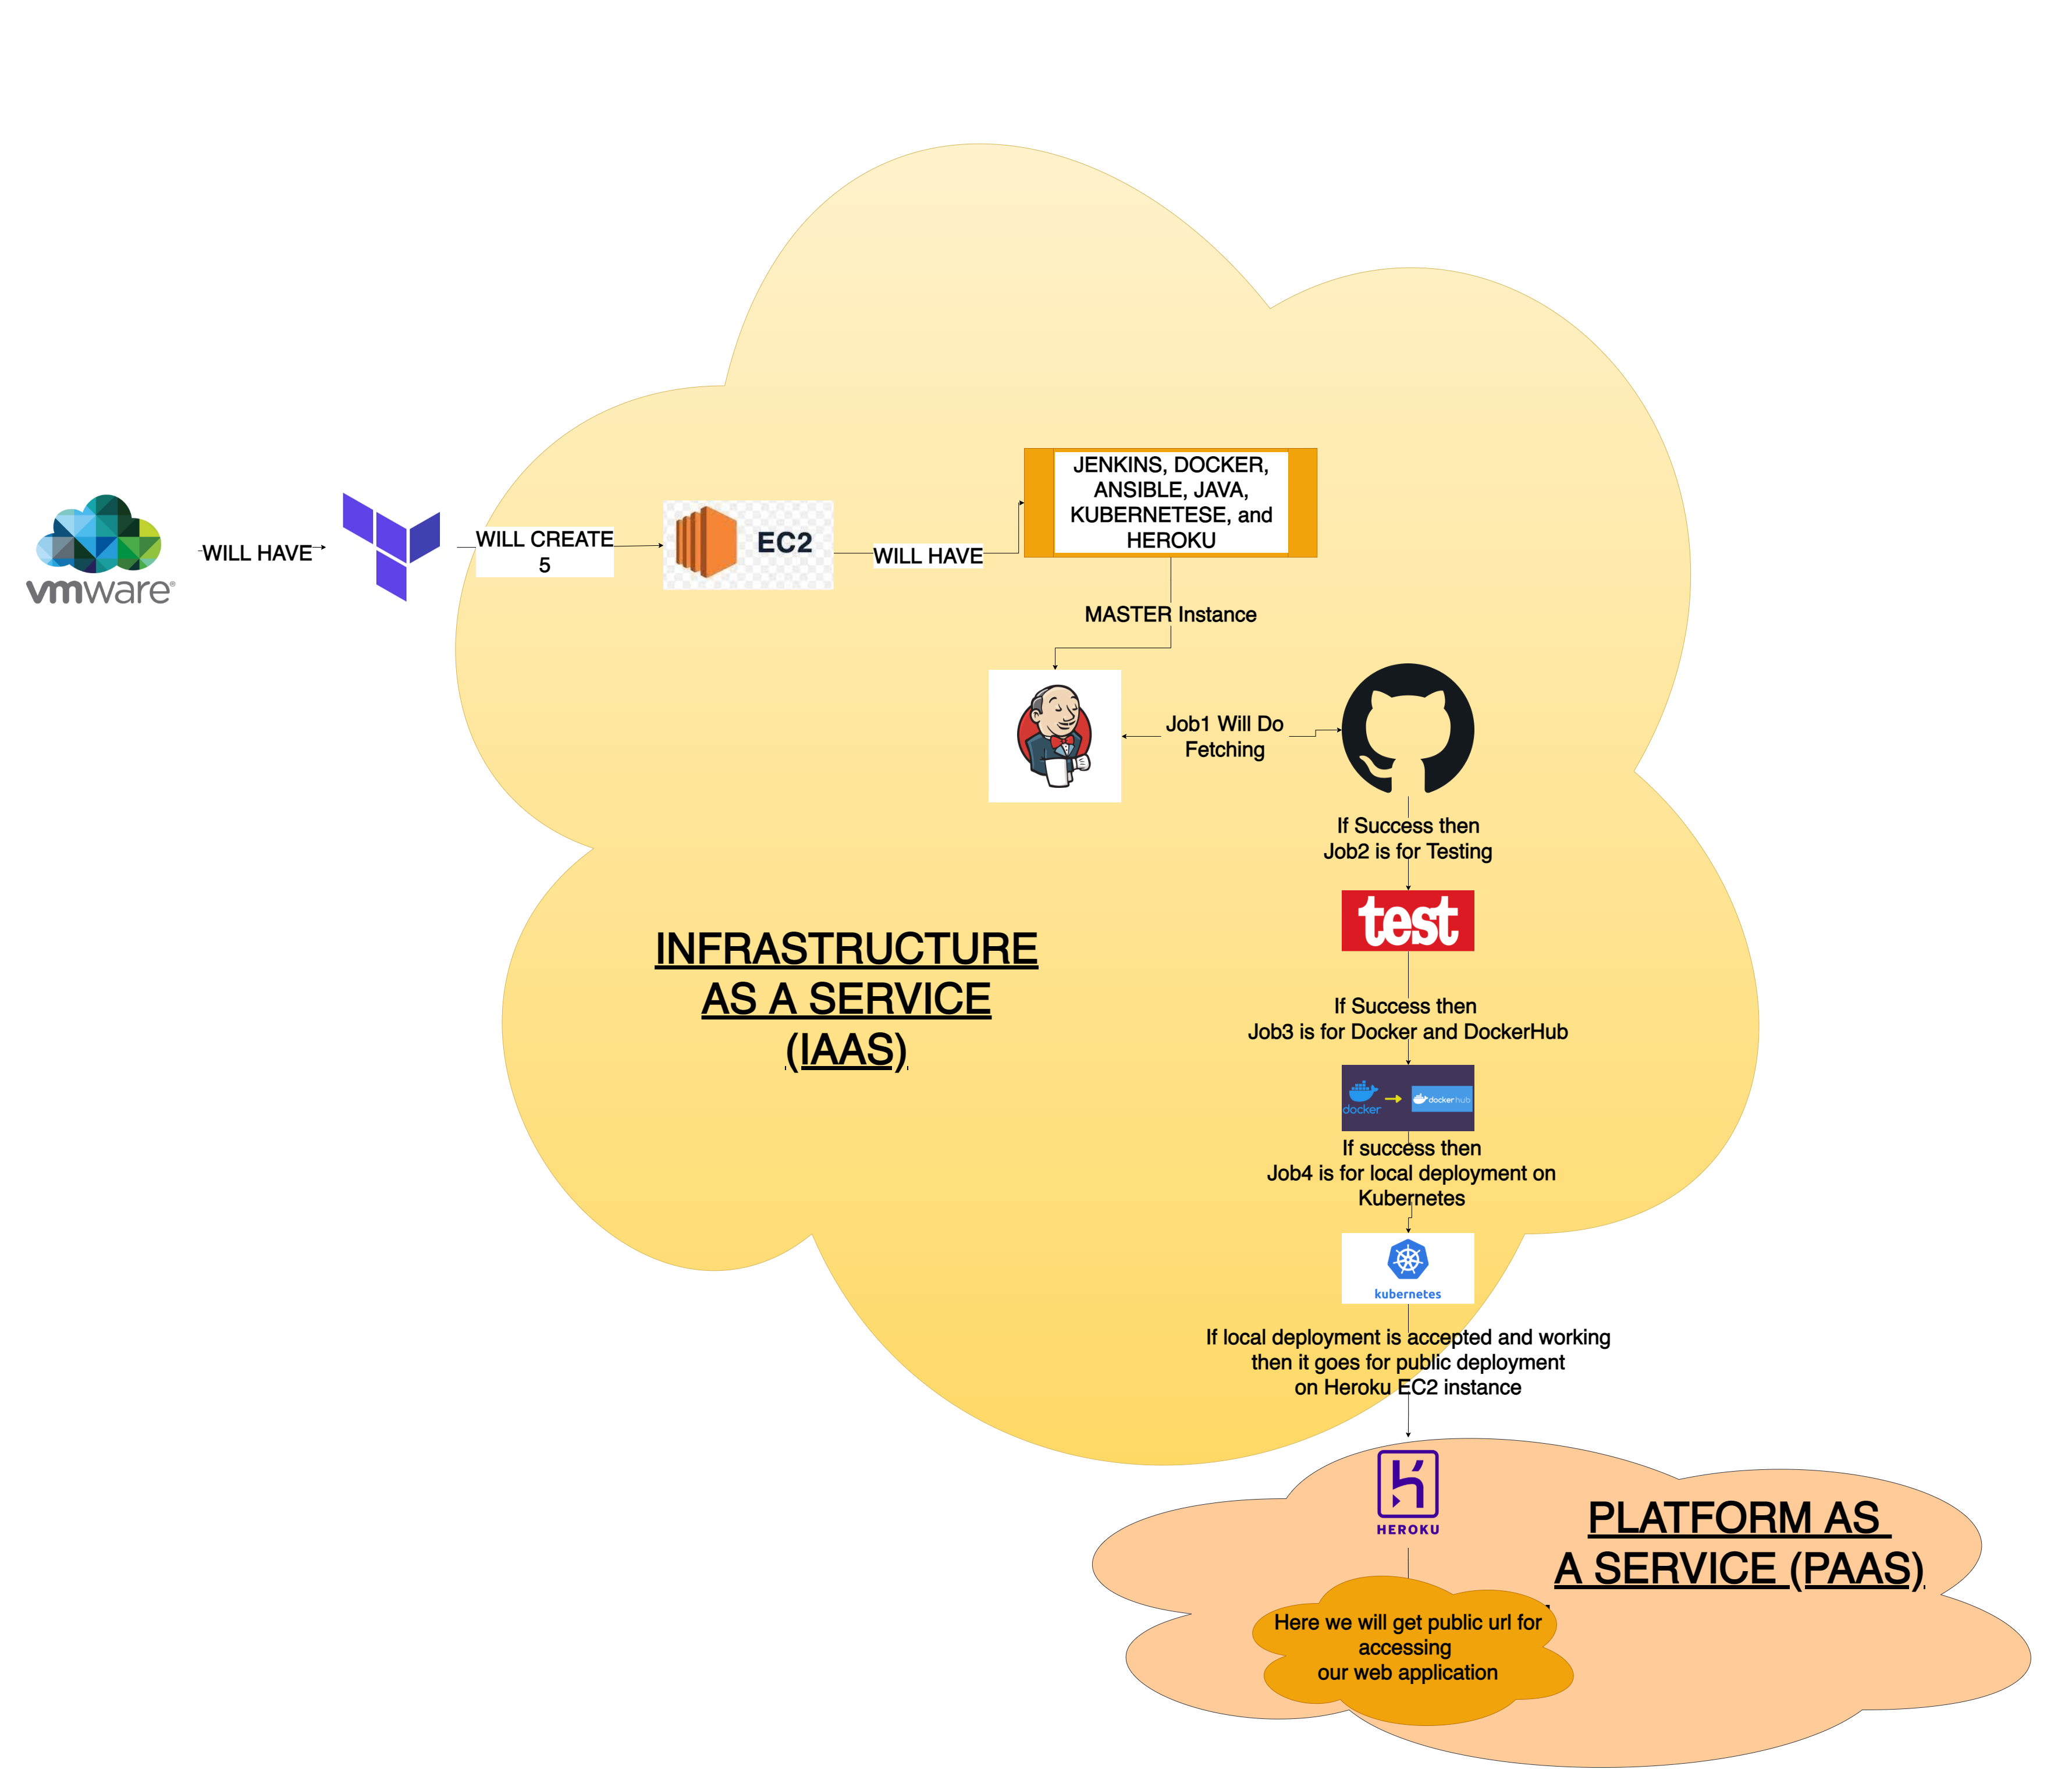 vmware®
WILL HAVE
WILL CREATE
5
EC2
WILL HAVE
JENKINS, DOCKER,
ANSIBLE, JAVA,
KUBERNETESE, and
HEROKU
MASTER Instance
Job1 Will Do
Fetching
If Success then
Job2 is for Testing
test
INFRASTRUCTURE
AS A SERVICE
(IAAS)
If Success then
Job3 is for Docker and DockerHub
docker
docker hub
If success then
Job4 is for local deployment on
Kubernetes
kubernetes
If local deployment is accepted and working
then it goes for public deployment
on Heroku EC2 instance
HEROKU
PLATFORM AS
A SERVICE (PAAS)
Here we will get public url for
accessing
our web application